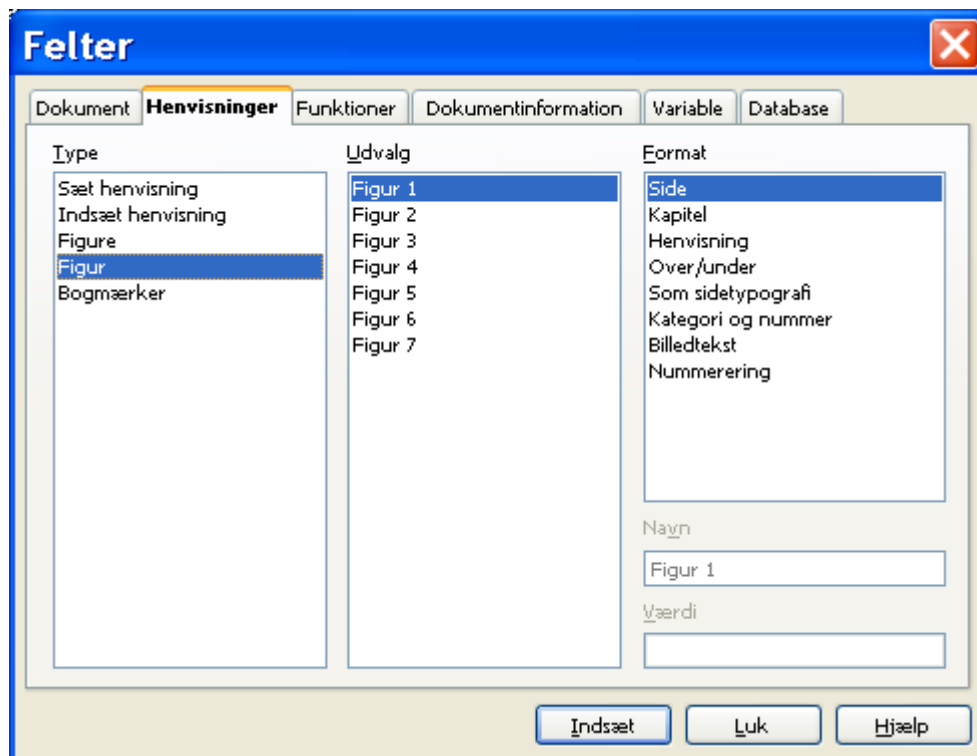 Felter
Dokument Henvisninger Funktioner Dokumentinformation Variable Database
Type
Sæt henvisning
Indsæt henvisning
Figure
Figur
Bogmærker
Udvalg
Figur 1
Figur 2
Figur 3
Figur 4
Figur 5
Figur 6
Figur 7
Format
Side
Kapitel
Henvisning
Over/under
Som sidetypografi
Kategori og nummer
Billedtekst
Nummerering
Navn
Figur 1
Værdi
Indsæt Luk Hjælp